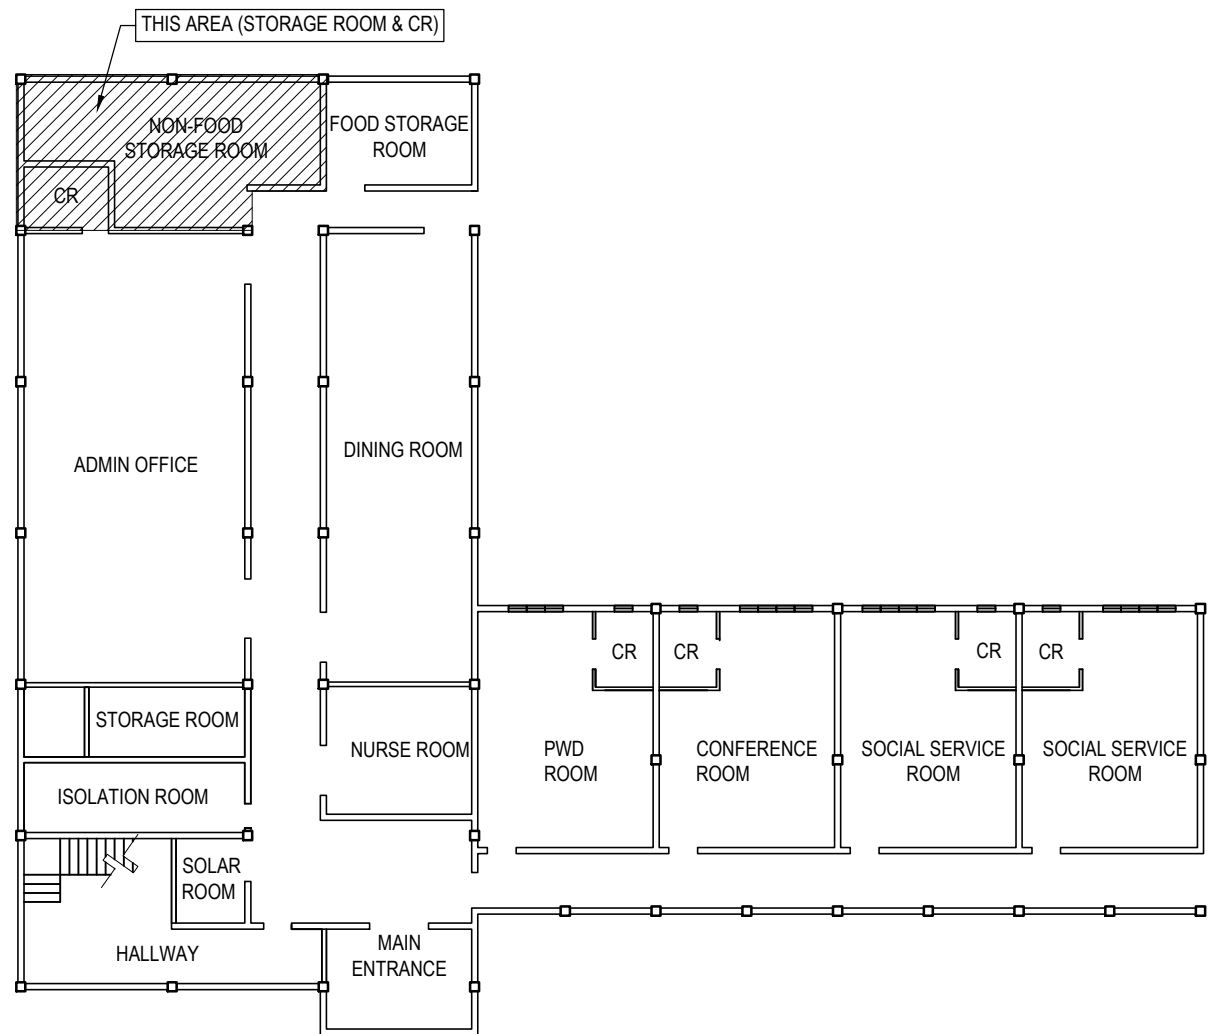 THIS AREA (STORAGE ROOM & CR)
NON-FOOD
STORAGE ROOM
FOOD STORAGE
ROOM
CR
ADMIN OFFICE
DINING ROOM
CR
CR
CR
CR
STORAGE ROOM
NURSE ROOM
PWD
ROOM
CONFERENCE
ROOM
SOCIAL SERVICE
ROOM
SOCIAL SERVICE
ROOM
ISOLATION ROOM
SOLAR
ROOM
HALLWAY
MAIN
ENTRANCE